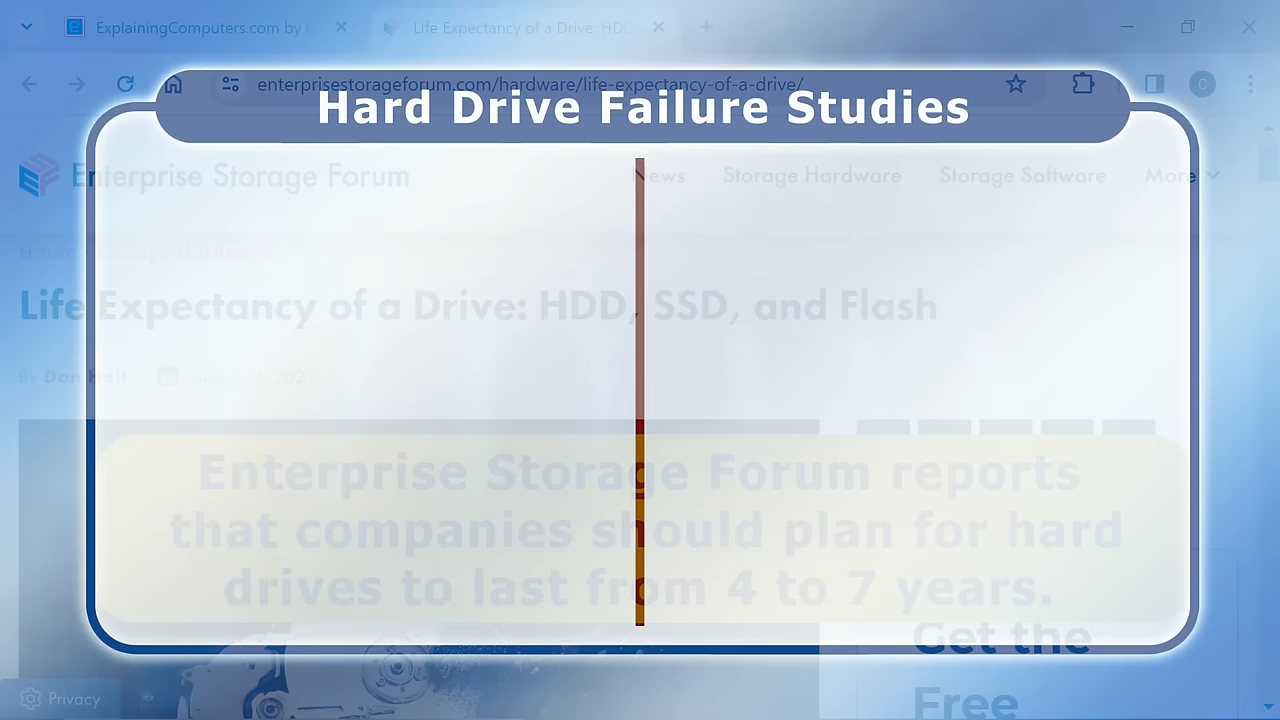 ExplainingComputers.com by
Life Expectancy of a Drive: HDD
enterprisestorageforum.com/hardware/life-expectancy-of-a-drive/
Hard Drive Failure Studies
Enterprise Storage Forum
News
Storage Hardware
Storage Software
More
Life Expectancy of a Drive: HDD, SSD, and Flash
By Don Hall
Enterprise Storage Forum reports
that companies should plan for hard
drives to last from 4 to 7 years.
Get the
Free
Privacy